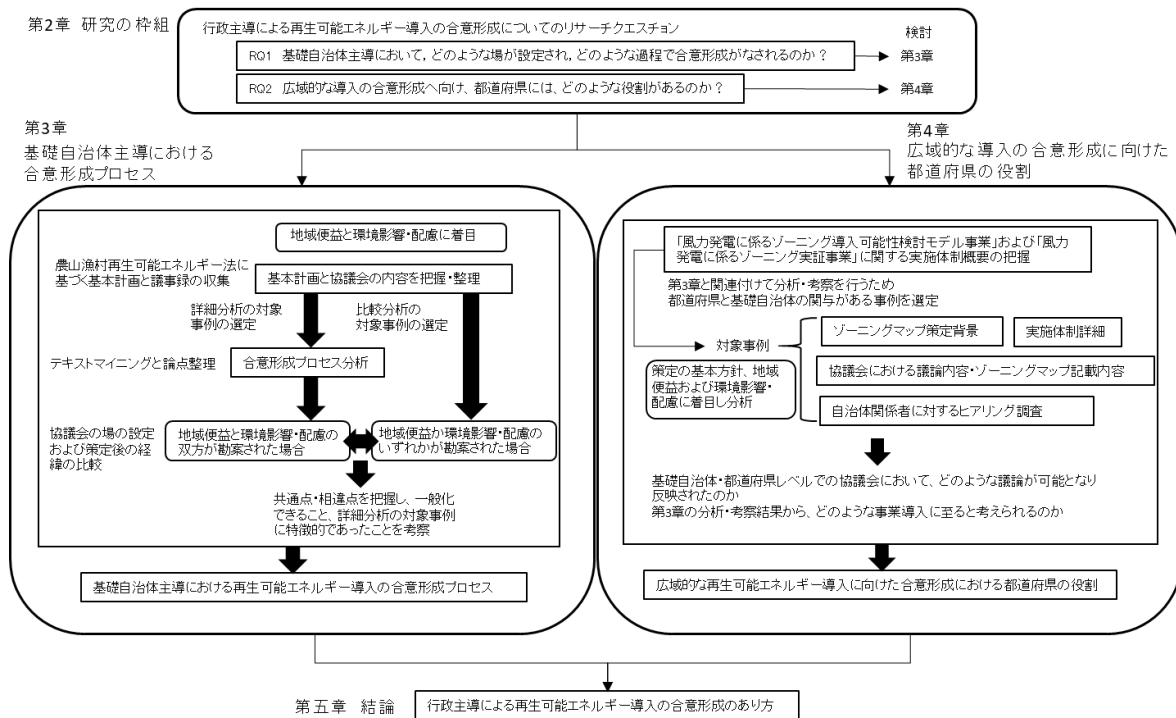 第2章 研究の枠組
行政主導による再生可能エネルギー導入の合意形成についてのリサーチクエスチョン
検討
RQ1 基礎自治体主導において，どのような場が設定され，どのような過程で合意形成がなされるのか？
第3章
RQ2 広域的な導入の合意形成へ向け、都道府県には、どのような役割があるのか？
第4章
第3章
基礎自治体主導における
合意形成プロセス
地域便益と環境影響・配慮に着目
農山漁村再生可能エネルギー法に
基づく基本計画と議事録の収集
基本計画と協議会の内容を把握・整理
詳細分析の対象
事例の選定
比較分析の
対象事例の選定
テキストマイニングと論点整理
合意形成プロセス分析
協議会の場の設定
および策定後の経
緯の比較
地域便益と環境影響・配慮の
双方が勘案された場合
地域便益か環境影響・配慮の
いずれかが勘案された場合
共通点・相違点を把握し、一般化
できること、詳細分析の対象事例
に特徴的であったことを考察
基礎自治体主導における再生可能エネルギー導入の合意形成プロセス
第4章
広域的な導入の合意形成に向けた
都道府県の役割
「風力発電に係るゾーニング導入可能性検討モデル事業」および「風力
発電に係るゾーニング実証事業」に関する実施体制概要の把握
第3章と関連付けて分析・考察を行うため
都道府県と基礎自治体の関与がある事例を選定
対象事例
ゾーニングマップ策定背景
実施体制詳細
策定の基本方針、地域
便益および環境影響・
配慮に着目し分析
協議会における議論内容・ゾーニングマップ記載内容
自治体関係者に対するヒアリング調査
基礎自治体・都道府県レベルでの協議会において、どのような議論が可能となり
反映されたのか
第3章の分析・考察結果から、どのような事業導入に至ると考えられるのか
広域的な再生可能エネルギー導入に向けた合意形成における都道府県の役割
第五章 結論
行政主導による再生可能エネルギー導入の合意形成のあり方